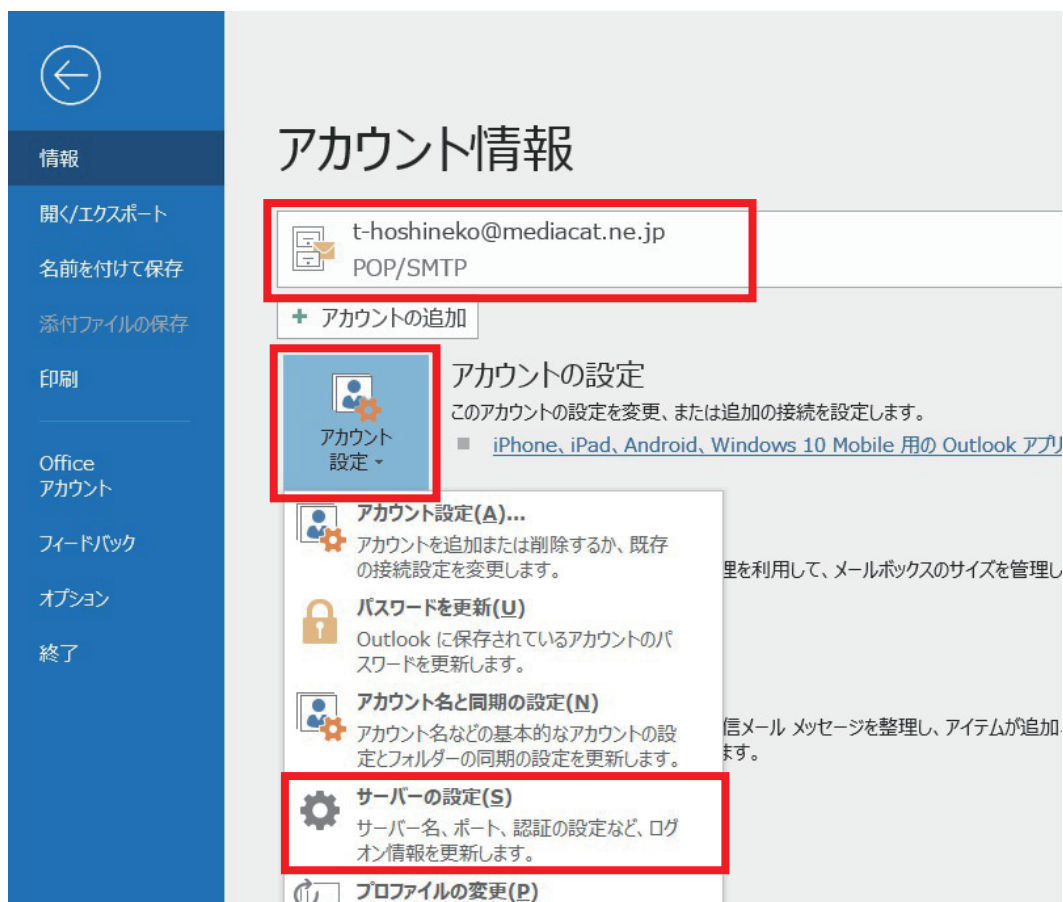 情報
開く/エクスポート
名前を付けて保存
添付ファイルの保存
印刷
Office
アカウント
フィードバック
オプション
終了
アカウント情報
t-hoshineko@mediacat.ne.jp
POP/SMTP
+ アカウントの追加
アカウント
設定
アカウントの設定
このアカウントの設定を変更、または追加の接続を設定します。
iPhone、iPad、Android、Windows 10 Mobile 用の Outlook アプリ
アカウント設定(A)...
アカウントを追加または削除するか、既存
の接続設定を変更します。
理を利用して、メールボックスのサイズを管理し
パスワードを更新(U)
Outlook に保存されているアカウントのパ
スワードを更新します。
アカウント名と同期の設定(N)
アカウント名などの基本的なアカウントの設
定とフォルダーの同期の設定を更新します。
信メール メッセージを整理し、アイテムが追加、
ます。
サーバーの設定(S)
サーバー名、ポート、認証の設定など、ログ
オン情報を更新します。
プロファイルの変更(P)